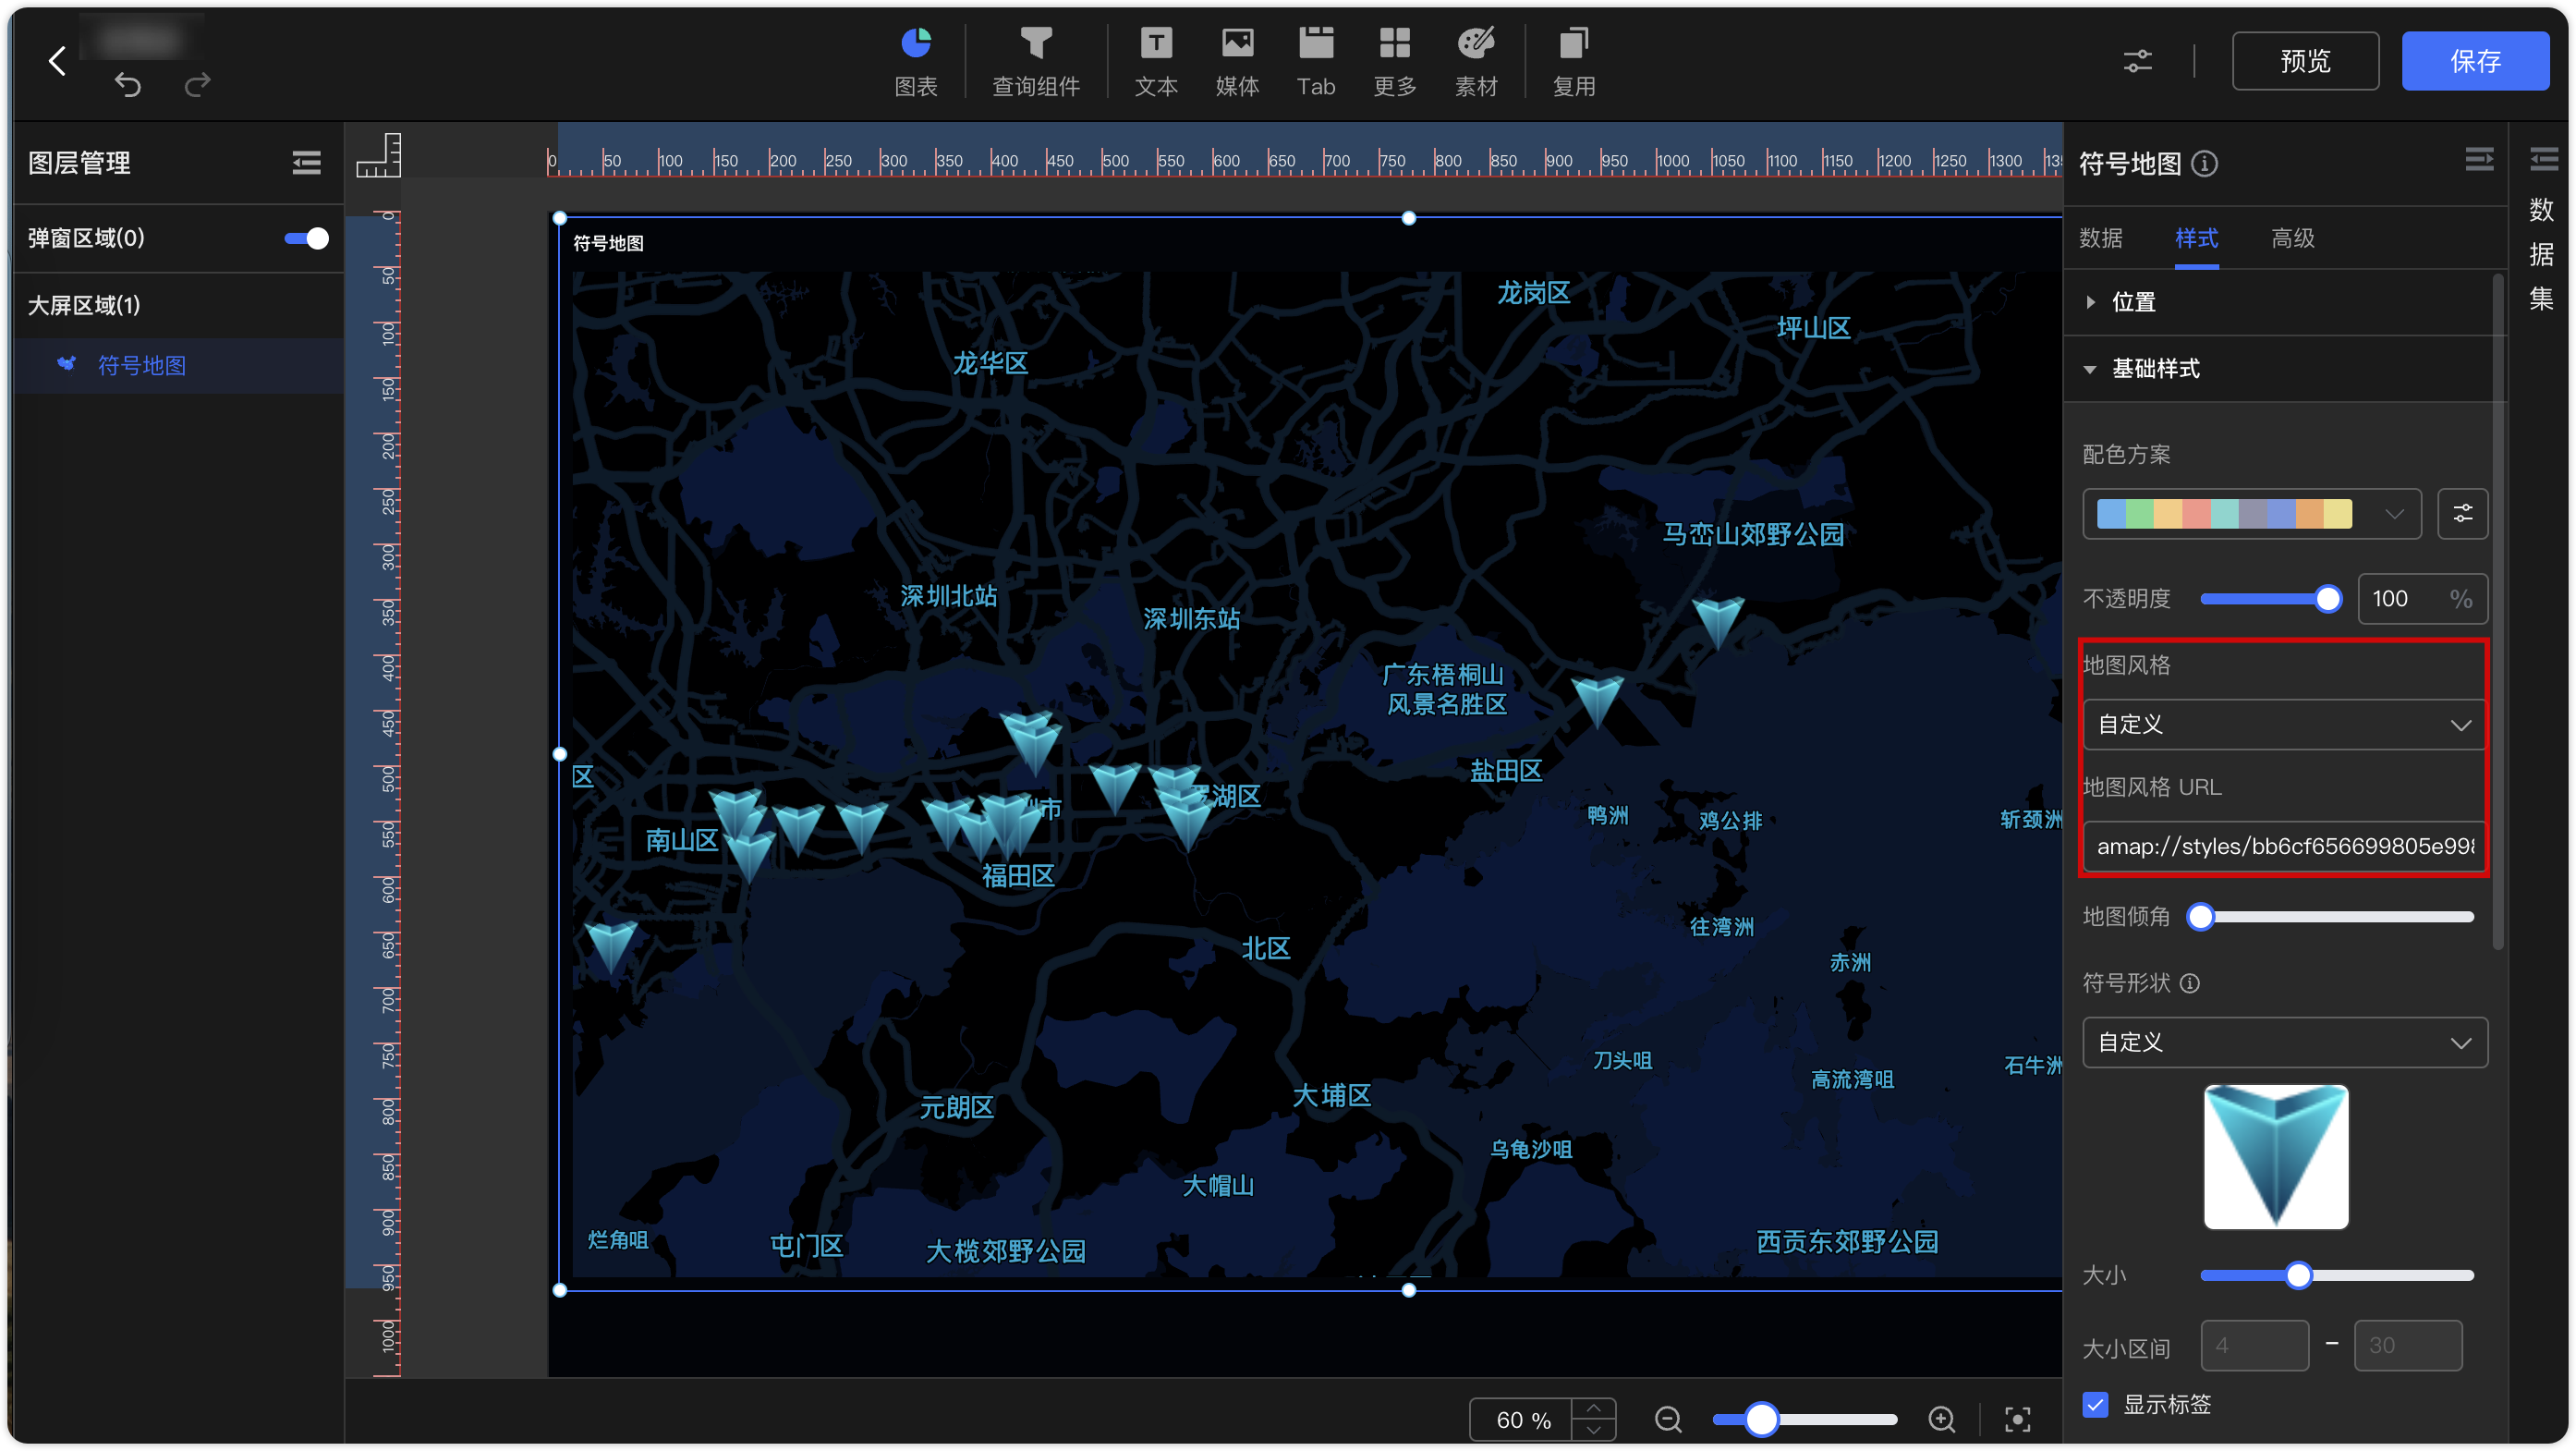 图表
查询组件
文本
媒体
Tab
更多
素材
复用
预览
保存
图层管理
弹窗区域(0)
大屏区域(1)
符号地图
0 50 100 150 200 250 300 350 400 450 500 550 600 650 700 750 800 850 900 950 1000 1050 1100 1150 1200 1250 1300
0 50 100 150 200 250 300 350 400 450 500 550 600 650 700 750 800 850 900 950 1000
符号地图
龙岗区
坪山区
龙华区
马峦山郊野公园
深圳北站
深圳东站
广东梧桐山
风景名胜区
盐田区
区
湖区
市
鸭洲
鸡公排
斩颈洲
南山区
福田区
往湾洲
北区
赤洲
刀头咀
石牛洲
高流湾咀
大埔区
元朗区
乌龟沙咀
大帽山
烂角咀
屯门区
大榄郊野公园
西贡东郊野公园
60 %
符号地图
数据
样式
高级
位置
基础样式
配色方案
不透明度
100 %
地图风格
自定义
地图风格 URL
amap://styles/bb6cf656699805e99
地图倾角
符号形状
自定义
大小
大小区间
4 - 30
显示标签
数
据
集